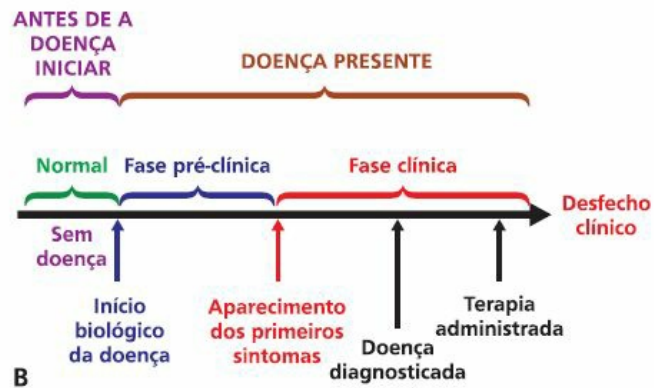 ANTES DE A
DOENÇA
INICIAR
DOENÇA PRESENTE
Normal
Fase pré-clínica
Fase clínica
Sem
doença
Desfecho
clínico
Início
biológico
da doença
Aparecimento
dos primeiros
sintomas
Doença
diagnosticada
Terapia
administrada
B